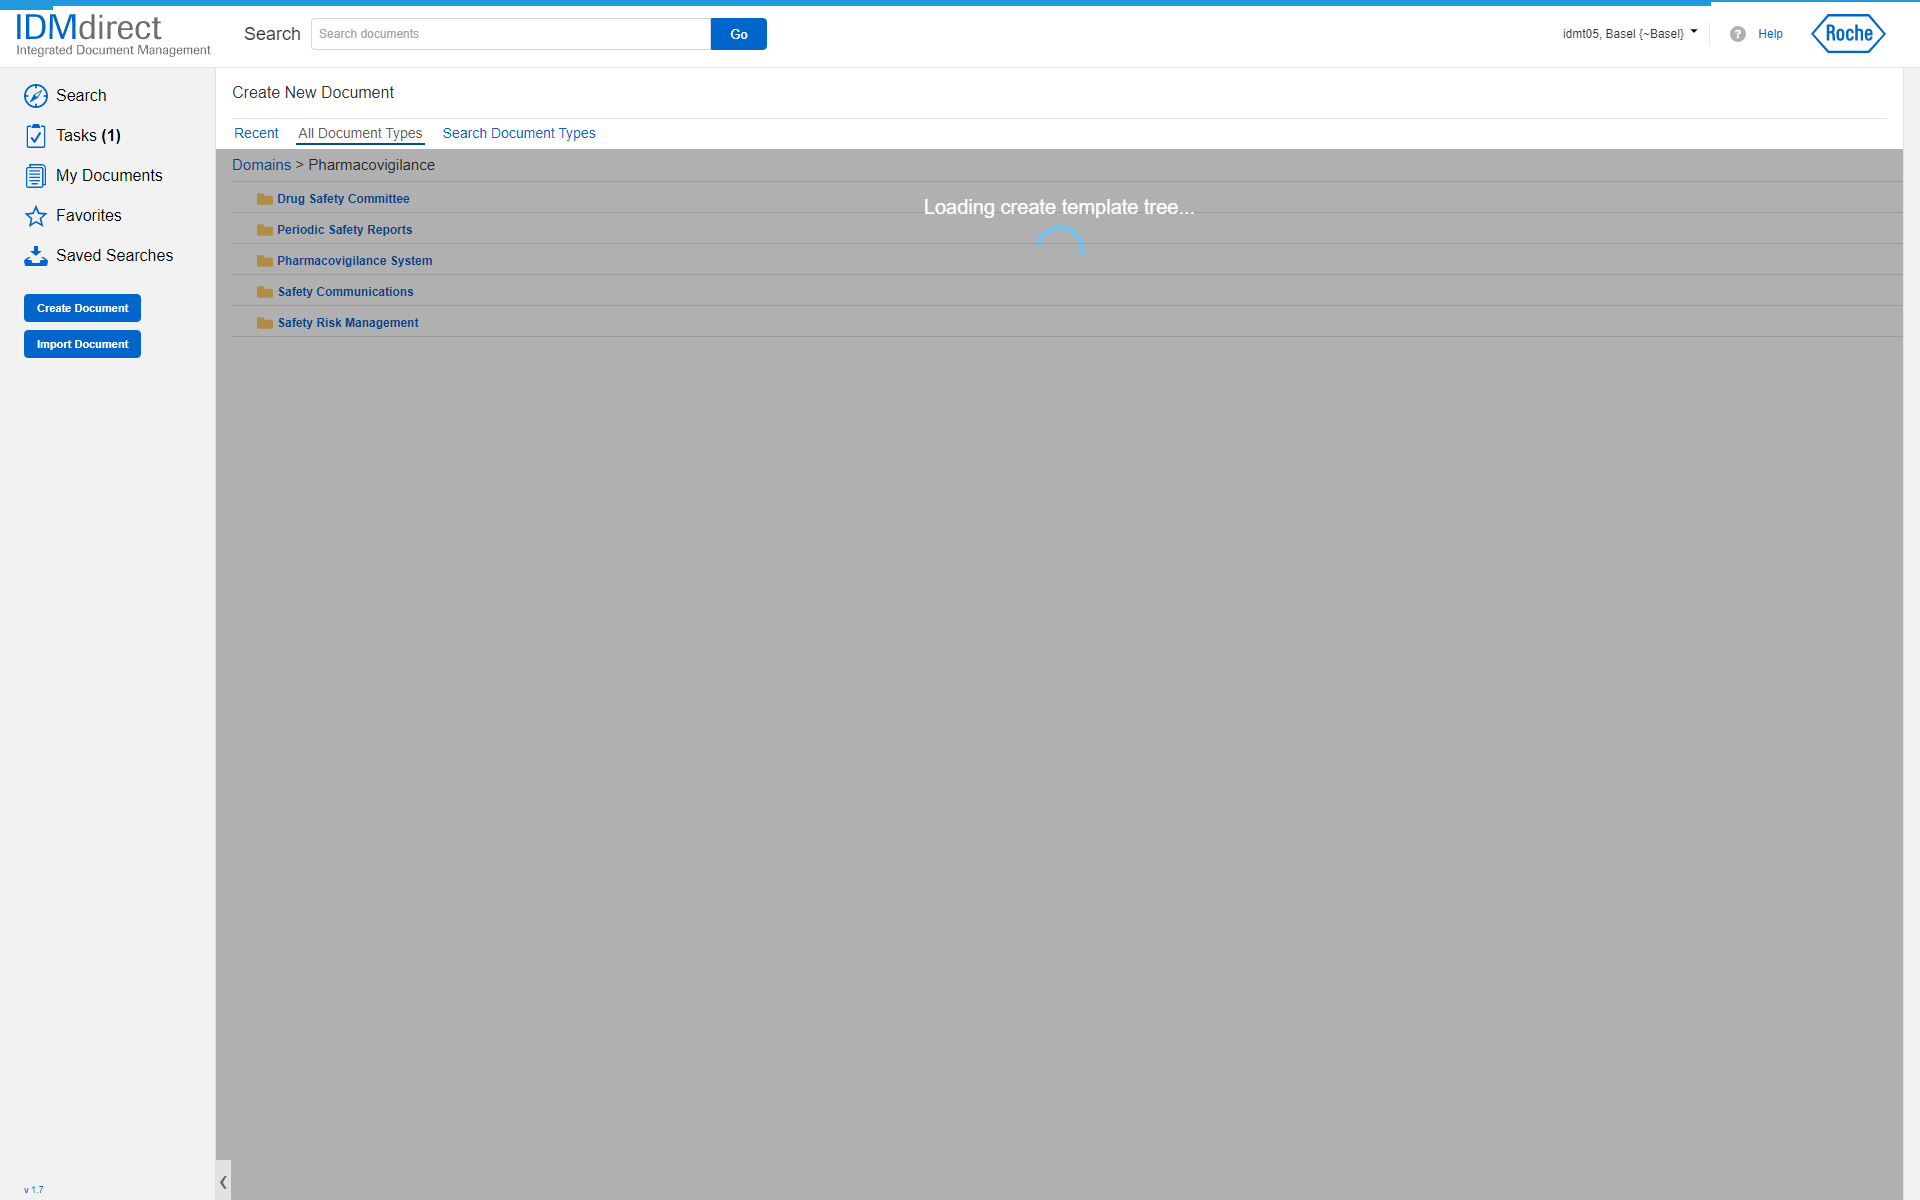 IDMdirect
Integrated Document Management
Search
Search documents
Go
idmt05, Basel {~Basel}
? Help
Roche
Search
Tasks (1)
My Documents
Favorites
Saved Searches
Create Document
Import Document
Create New Document
Recent All Document Types Search Document Types
Domains > Pharmacovigilance
Drug Safety Committee
Periodic Safety Reports
Pharmacovigilance System
Safety Communications
Safety Risk Management
Loading create template tree...
v 1.7